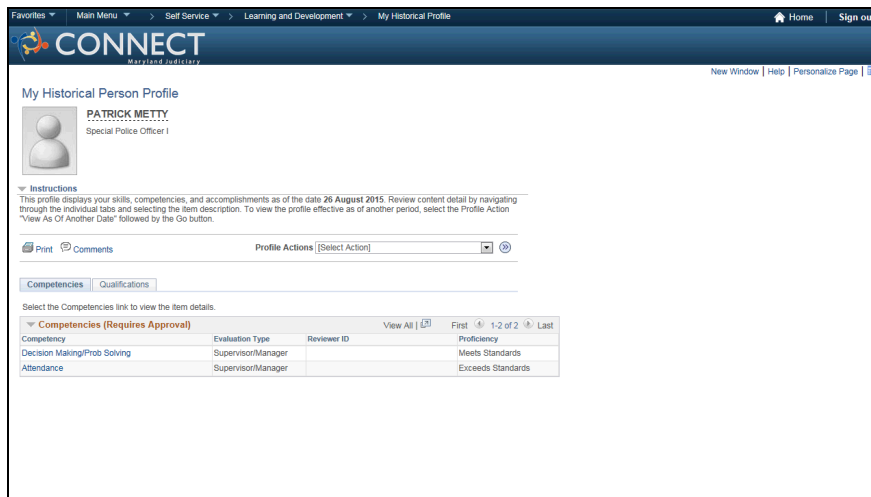 Favorites Main Menu > Self Service > Learning and Development > My Historical Profile Home Sign ou
CONNECT
Maryland Judiciary
New Window | Help | Personalize Page |
My Historical Person Profile
PATRICK METTY
Special Police Officer I
Instructions
This profile displays your skills, competencies, and accomplishments as of the date 26 August 2015. Review content detail by navigating
through the individual tabs and selecting the item description. To view the profile effective as of another period, select the Profile Action
"View As Of Another Date" followed by the Go button.
Print Comments Profile Actions [Select Action]
Competencies Qualifications
Select the Competencies link to view the item details.
Competencies (Requires Approval) View All | First 1-2 of 2 Last
Competency Evaluation Type Reviewer ID Proficiency
Decision Making/Prob Solving Supervisor/Manager Meets Standards
Attendance Supervisor/Manager Exceeds Standards